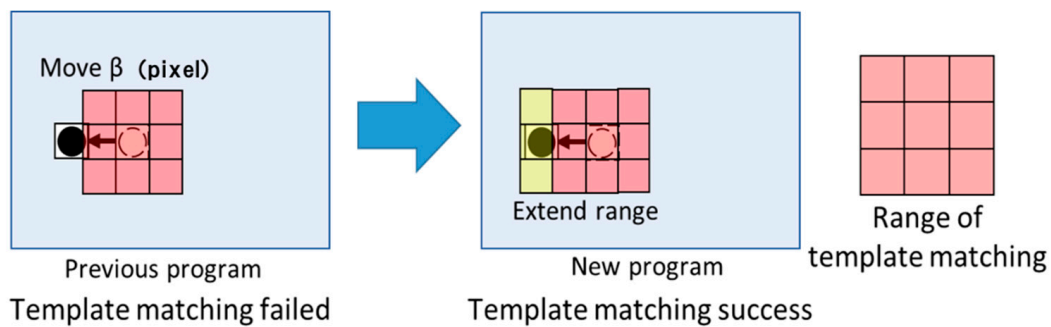 Move β (pixel)
Previous program
Template matching failed
Extend range
New program
Template matching success
Range of
template matching